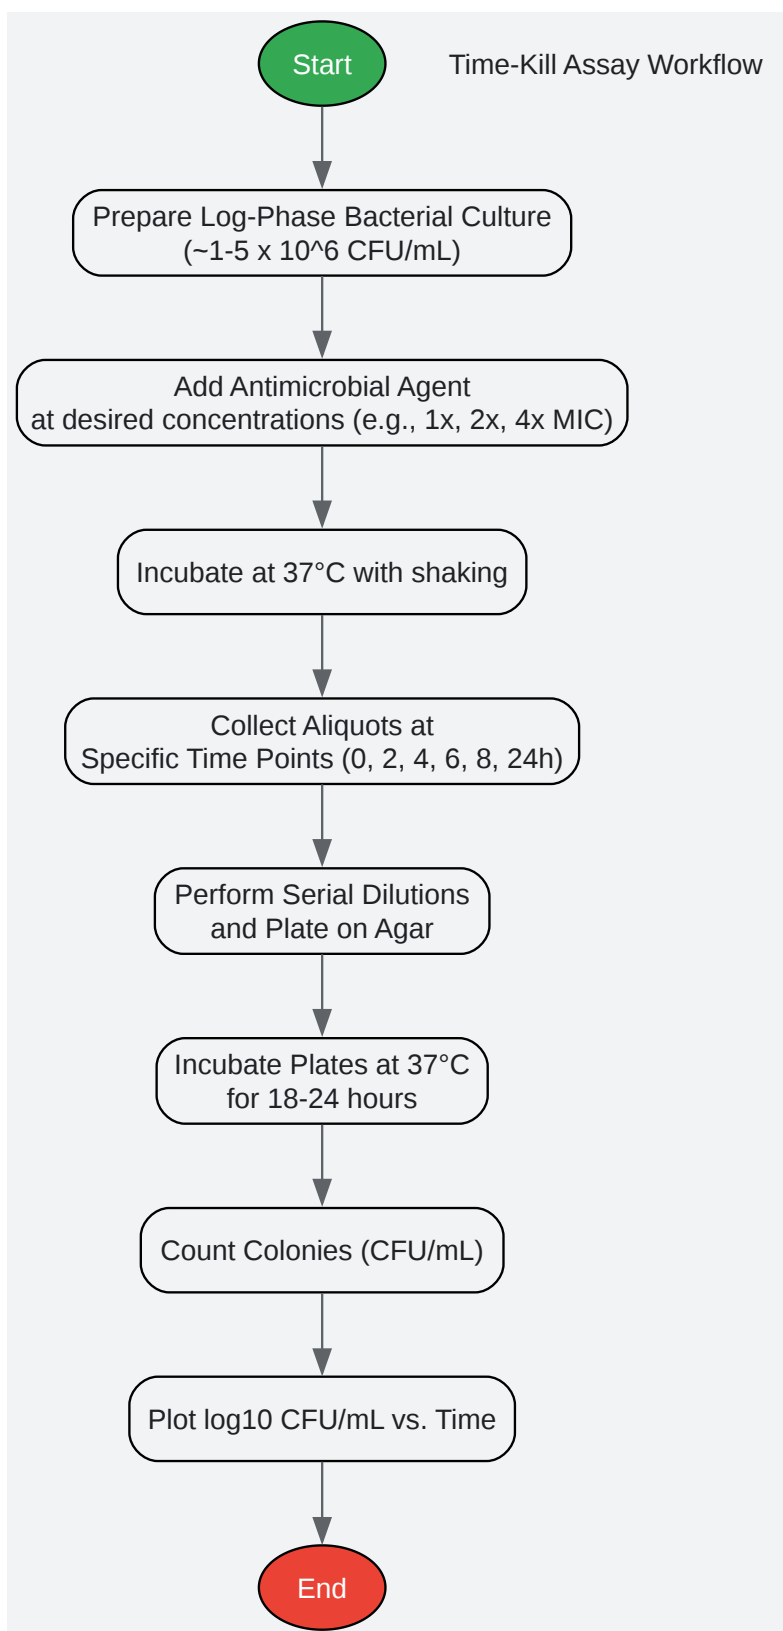 Start
Time-Kill Assay Workflow
Prepare Log-Phase Bacterial Culture
(~1-5 x 10^6 CFU/mL)
Add Antimicrobial Agent
at desired concentrations (e.g., 1x, 2x, 4x MIC)
Incubate at 37°C with shaking
Collect Aliquots at
Specific Time Points (0, 2, 4, 6, 8, 24h)
Perform Serial Dilutions
and Plate on Agar
Incubate Plates at 37°C
for 18-24 hours
Count Colonies (CFU/mL)
Plot log10 CFU/mL vs. Time
End